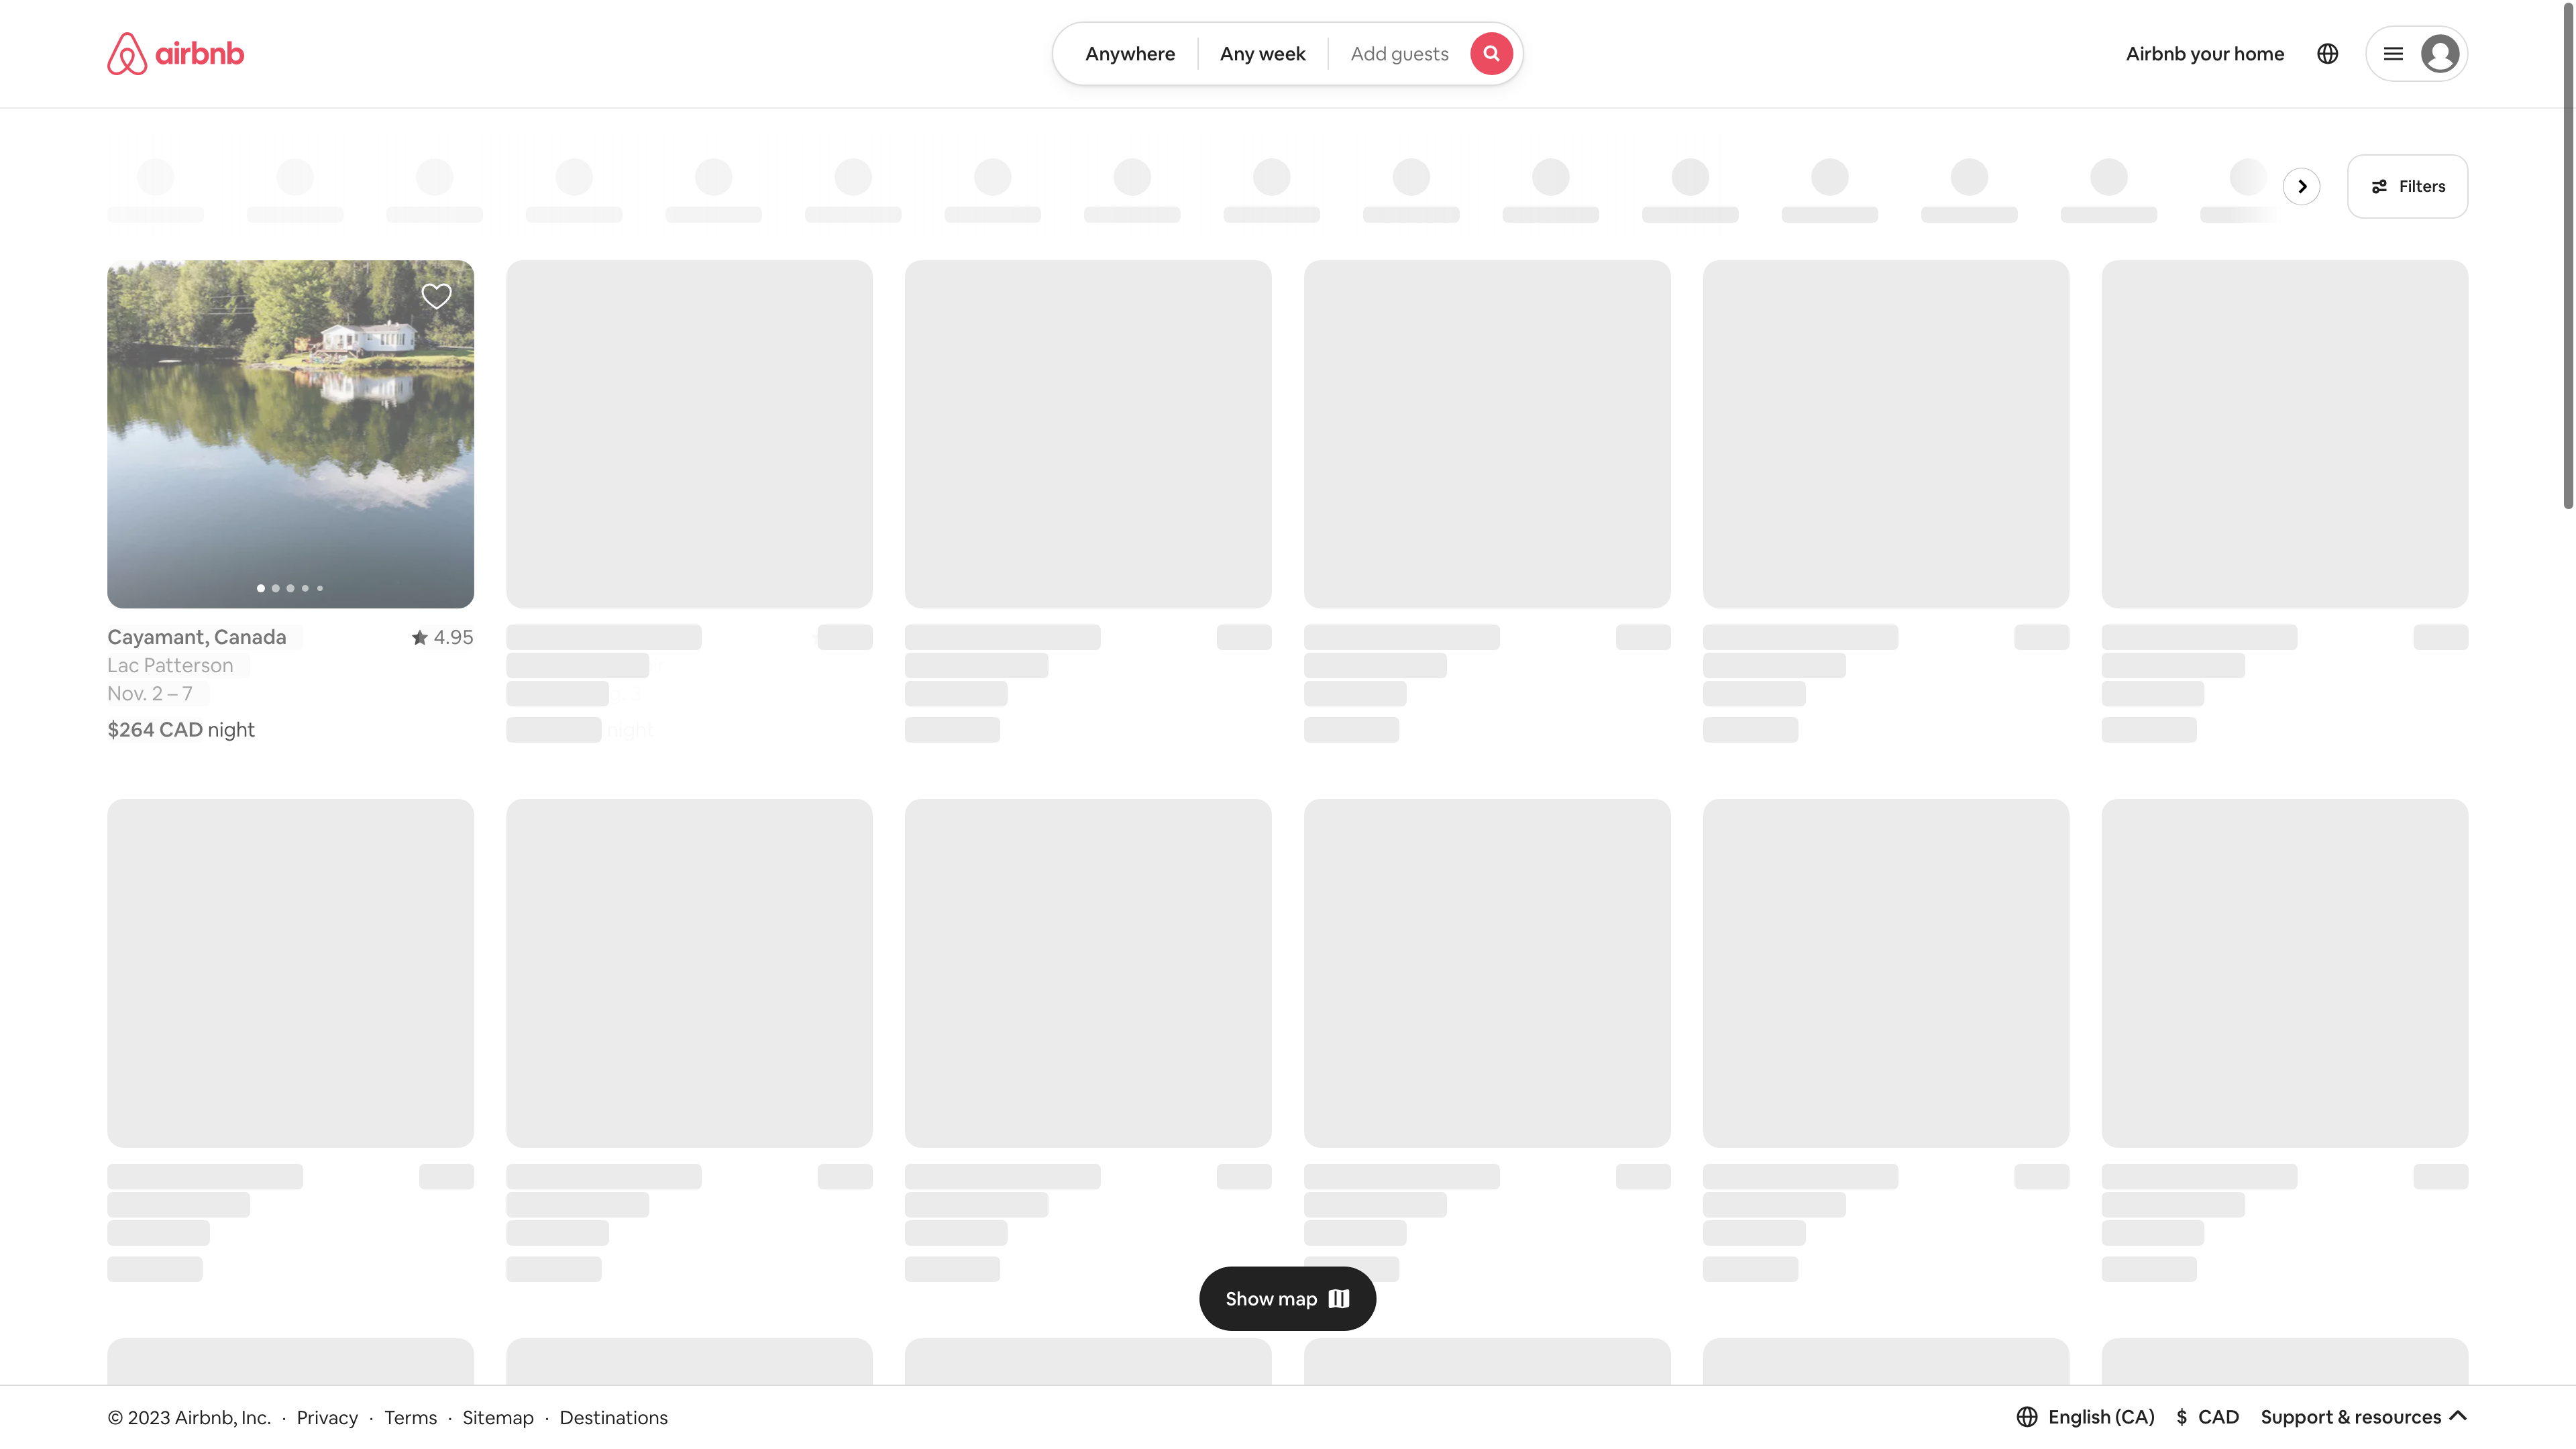 airbnb
Anywhere
Any week
Add guests
Airbnb your home
Filters
Cayamant, Canada
4.95
Lac Patterson
Nov. 2 – 7
$264 CAD night
night
Show map
© 2023 Airbnb, Inc. · Privacy · Terms · Sitemap · Destinations
English (CA) $ CAD Support & resources